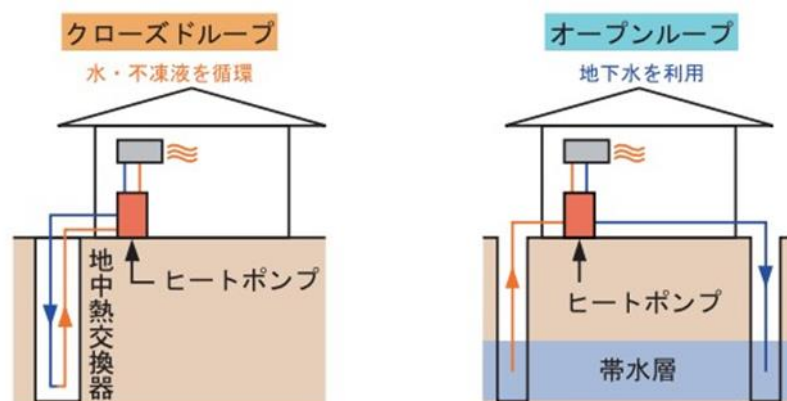 クローズドループ
水・不凍液を循環
ヒートポンプ
地中熱交換器
オープンループ
地下水を利用
ヒートポンプ
帯水層